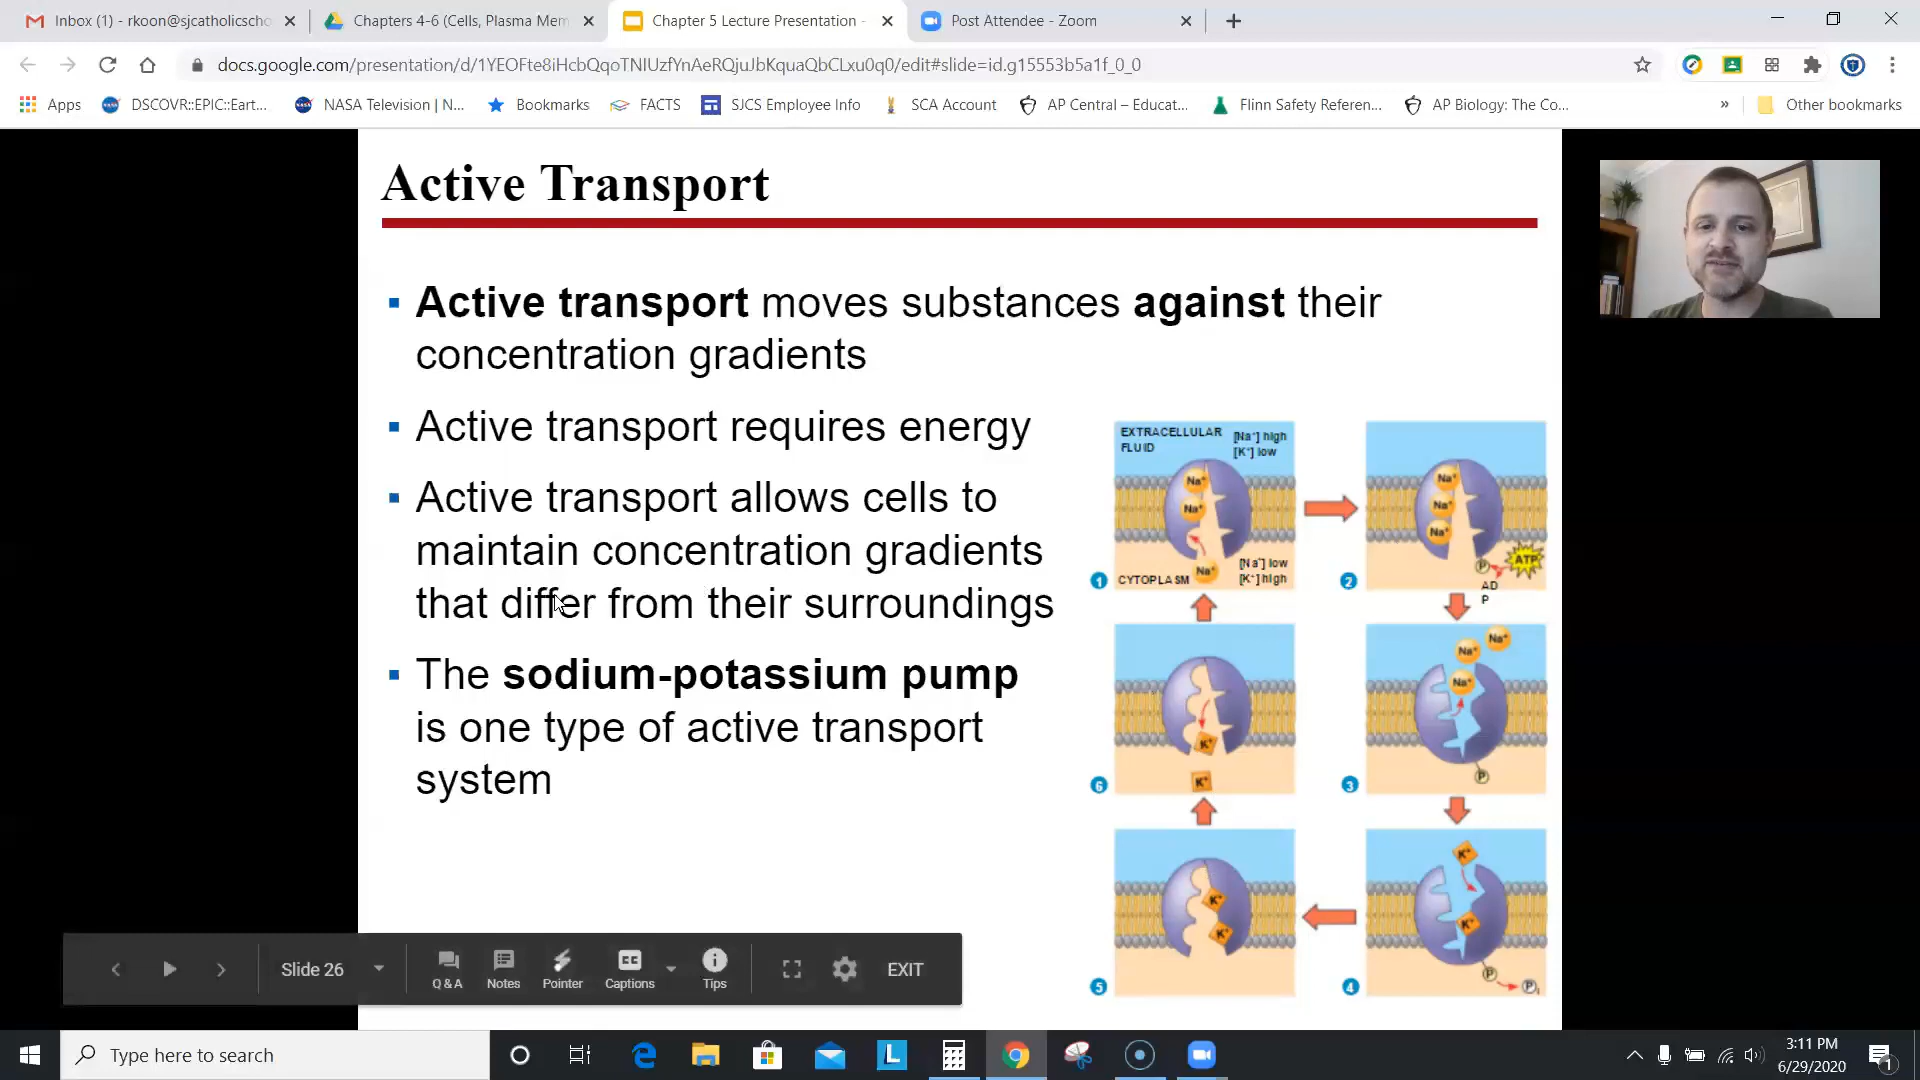 Inbox (1) - rkoon@sjcatholicscho
Chapters 4-6 (Cells, Plasma Mem
Chapter 5 Lecture Presentation -
Post Attendee - Zoom
docs.google.com/presentation/d/1YEOFte8iHcbQqoTNIUzfYnAeRQjuJbKquaQbCLxu0q0/edit#slide=id.g15553b5a1f_0_0
Apps
DSCOVR::EPIC::Eart...
NASA Television | N...
Bookmarks
FACTS
SJCS Employee Info
SCA Account
AP Central – Educat...
Flinn Safety Referen...
AP Biology: The Co...
»
Other bookmarks
Active Transport
Active transport moves substances against their
concentration gradients
Active transport requires energy
Active transport allows cells to
maintain concentration gradients
that differ from their surroundings
The sodium-potassium pump
is one type of active transport
system
EXTRACELLULAR
FLUID
[Na+] high
[K+] low
Na+
Na+
Na+
[Na+] low
[K+] high
CYTOPLASM
1
Na+
Na+
Na+
ATP
P
AD
P
2
Na+
Na+
Na+
P
3
K+
K+
P
P i
4
K+
K+
5
K+
K+
6
Slide 26
Q & A
Notes
Pointer
CC
Captions
Tips
EXIT
Type here to search
3:11 PM
6/29/2020
1